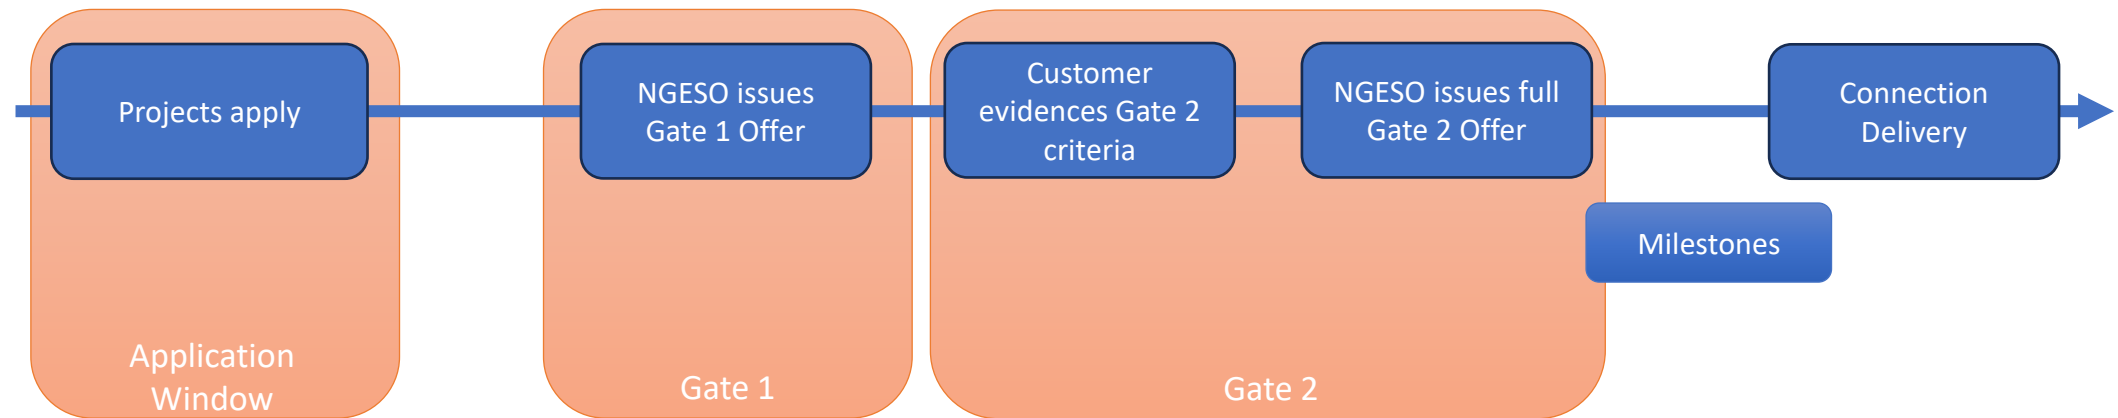 Projects apply
NGESO issues
Gate 1 Offer
Customer
evidences Gate 2
criteria
NGESO issues full
Gate 2 Offer
Connection
Delivery
Milestones
Application
Window
Gate 1
Gate 2